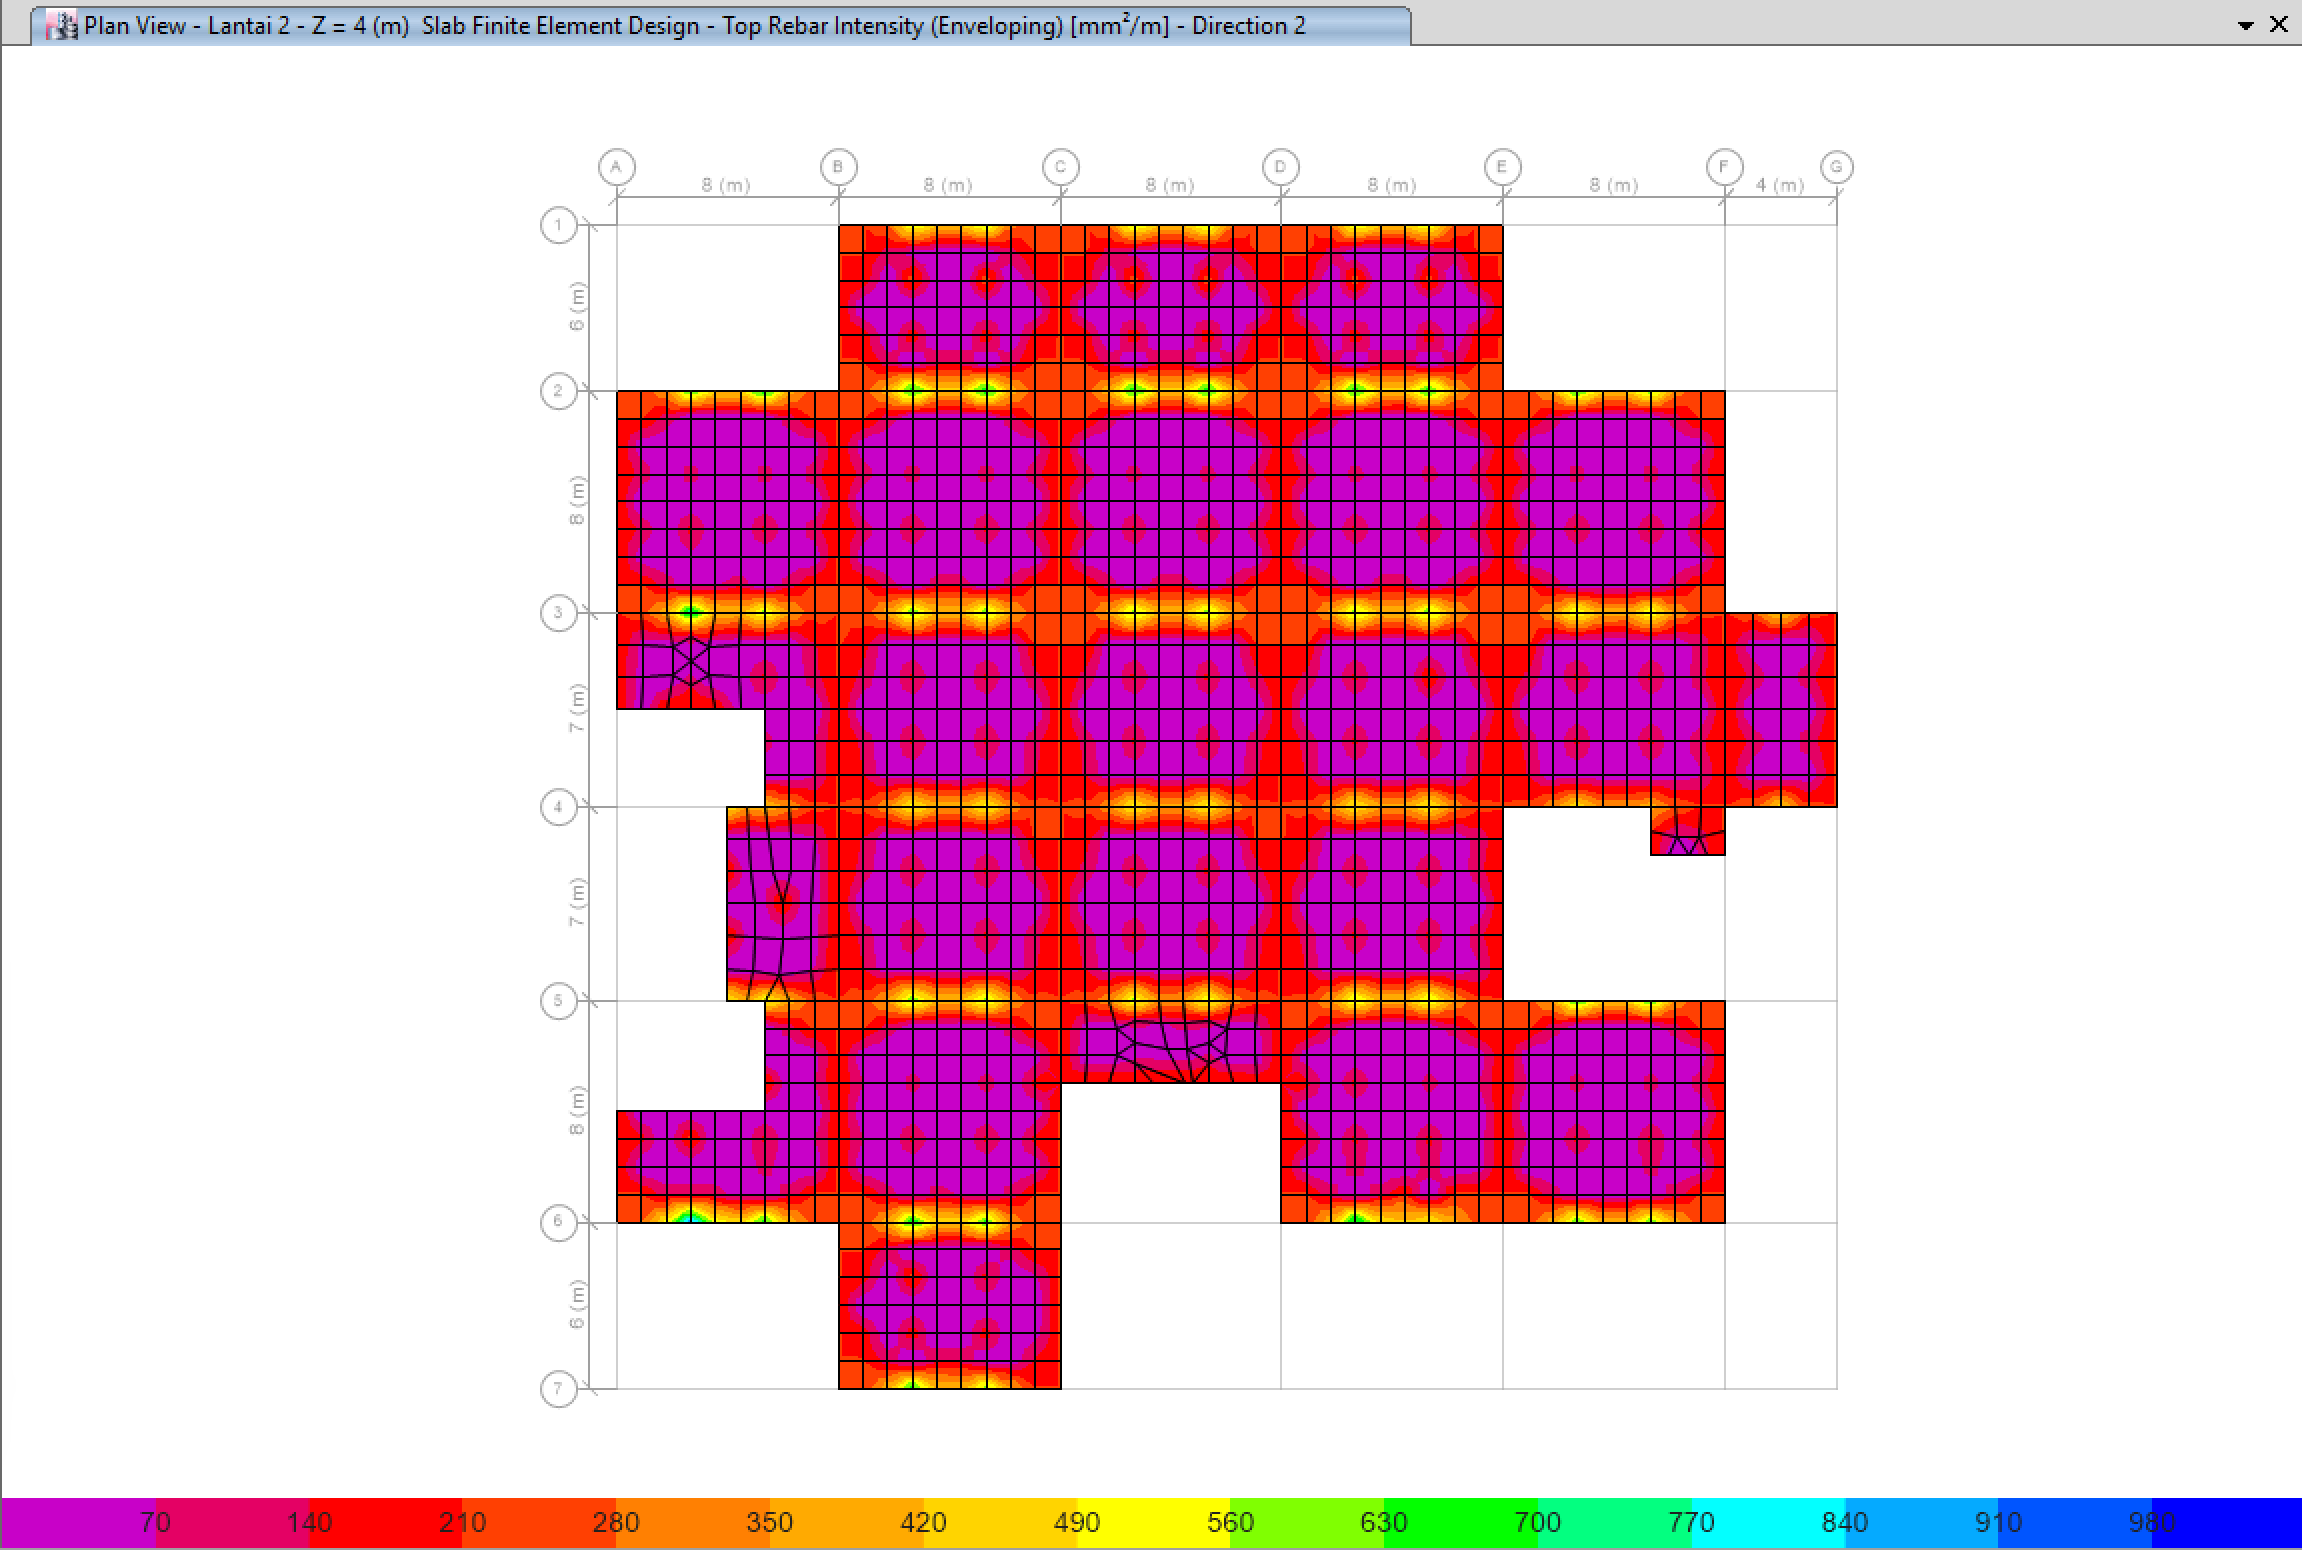 Plan View - Lantai 2 - Z = 4 (m)  Slab Finite Element Design - Top Rebar Intensity (Enveloping) [mm²/m] - Direction 2
A B C D E F G
8 (m) 8 (m) 8 (m) 8 (m) 8 (m) 4 (m)
1
6 (m)
2
8 (m)
3
7 (m)
4
7 (m)
5
8 (m)
6
6 (m)
7
70 140 210 280 350 420 490 560 630 700 770 840 910 980